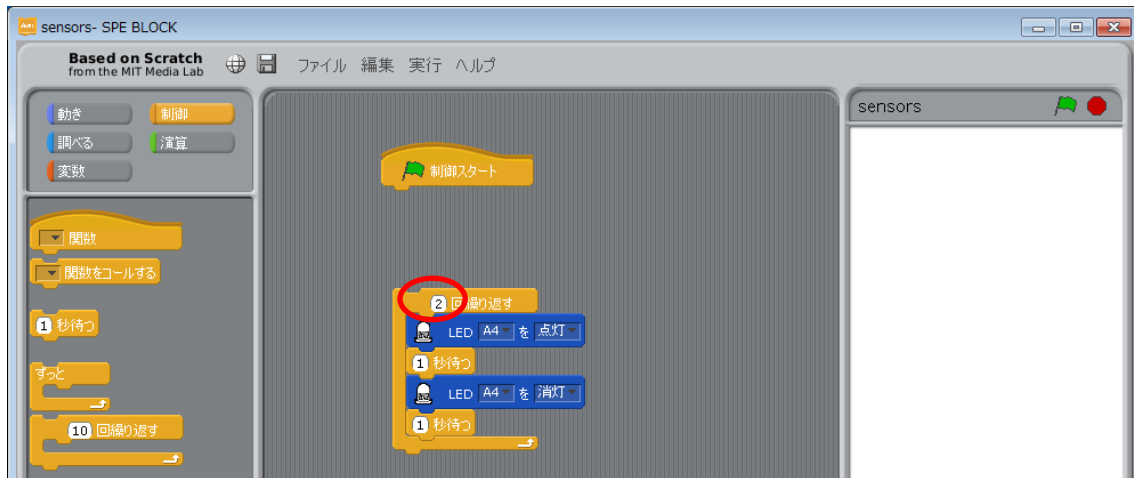 sensors- SPE BLOCK
Based on Scratch
from the MIT Media Lab
ファイル 編集 実行 ヘルプ
動き 制御
調べる 演算
変数
関数
関数をコールする
1 秒待つ
ずっと
10 回繰り返す
制御スタート
2 回繰り返す
LED A4 を 点灯
1 秒待つ
LED A4 を 消灯
1 秒待つ
sensors